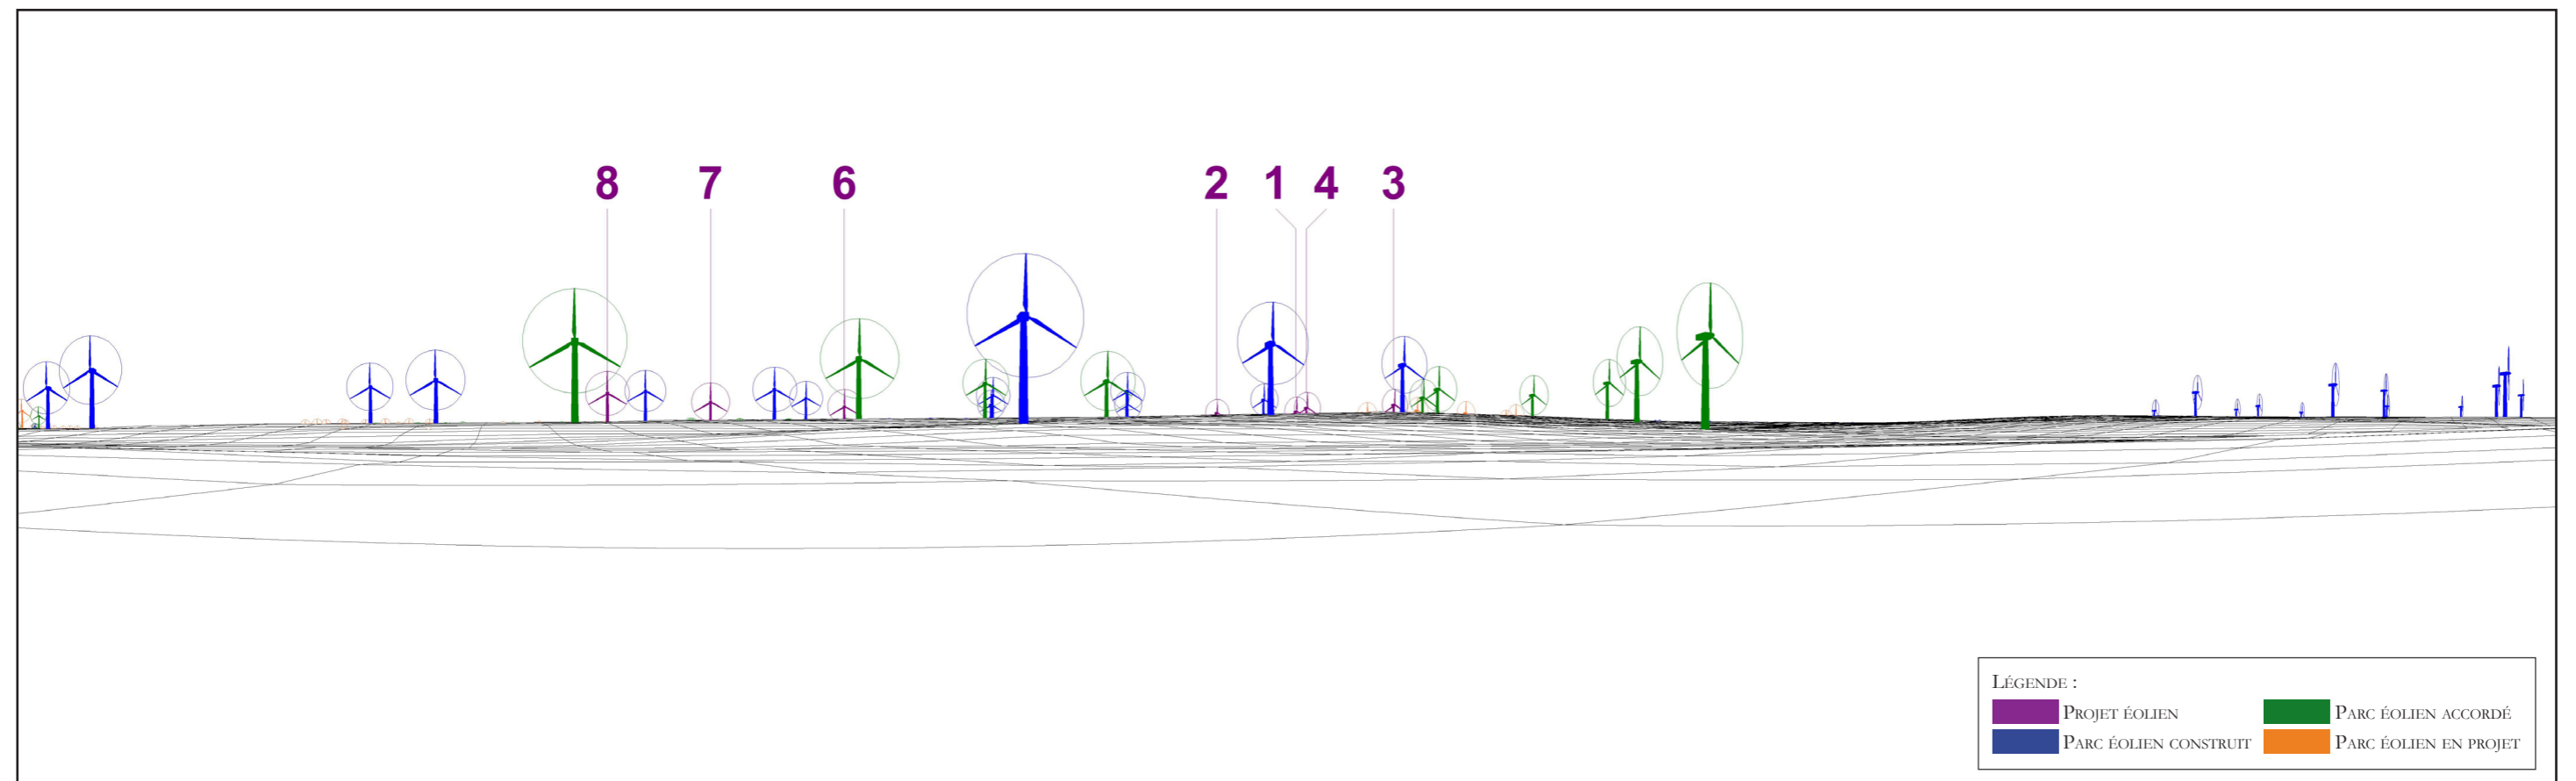 8 7 6 2 1 4 3
Légende :
Projet éolien
Parc éolien accordé
Parc éolien construit
Parc éolien en projet